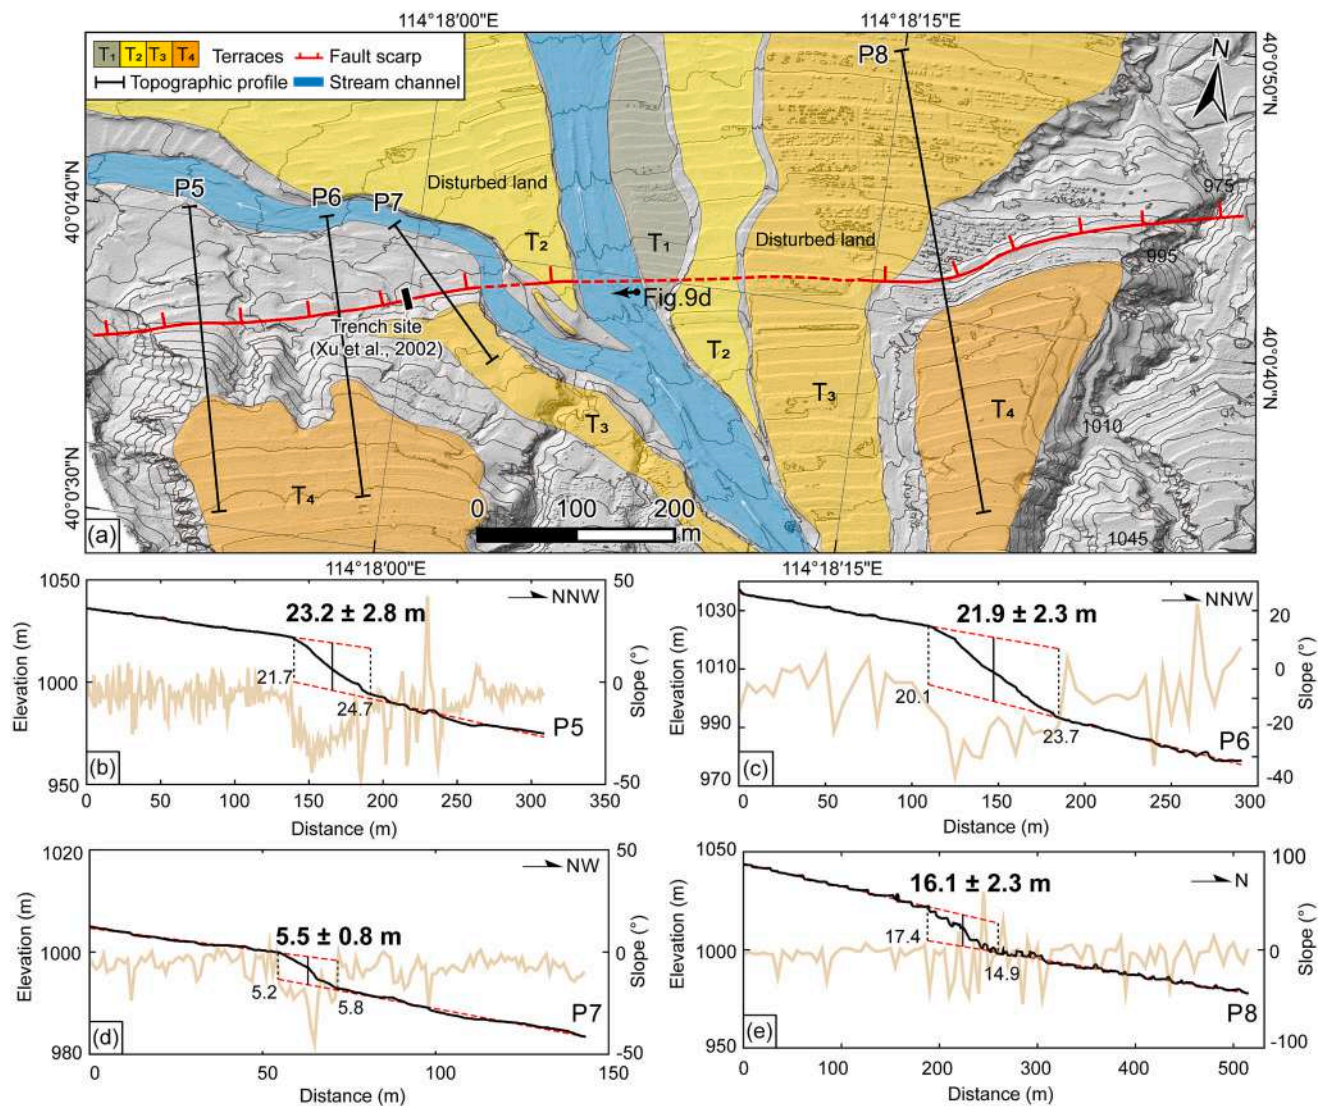 114°18'00"E
114°18'15"E
T₁ T₂ T₃ T₄ Terraces
Fault scarp
Topographic profile
Stream channel
N
40°0'50"N
40°0'40"N
40°0'40"N
40°0'30"N
P5
P6
P7
P8
Disturbed land
Disturbed land
T₂
T₁
975
995
Fig.9d
Trench site
(Xu et al., 2002)
T₂
T₃
T₃
T₄
T₄
1010
1045
0 100 200
m
(a)
114°18'00"E
114°18'15"E
1050
1000
950
Elevation (m)
23.2 ± 2.8 m
NNW
50
0
-50
Slope (°)
21.7
24.7
P5
(b)
0 50 100 150 200 250 300 350
Distance (m)
1030
1010
990
970
Elevation (m)
21.9 ± 2.3 m
NNW
20
0
-20
-40
Slope (°)
20.1
23.7
P6
(c)
0 50 100 150 200 250 300
Distance (m)
1020
1000
980
Elevation (m)
5.5 ± 0.8 m
NW
50
0
-50
Slope (°)
5.2
5.8
P7
(d)
0 50 100 150
Distance (m)
1050
1000
950
Elevation (m)
16.1 ± 2.3 m
N
100
0
-100
Slope (°)
17.4
14.9
P8
(e)
0 100 200 300 400 500
Distance (m)